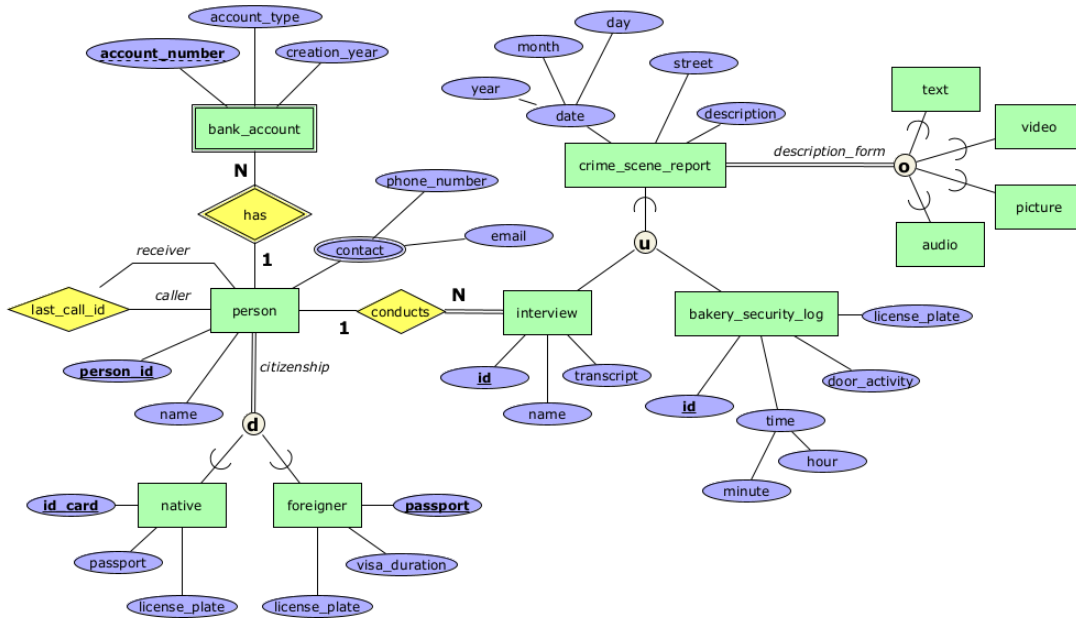 account_type
account_number
creation_year
bank_account
N
has
1
receiver
last_call_id
caller
person
person_id
name
citizenship
d
native
id_card
passport
license_plate
foreigner
passport
visa_duration
license_plate
phone_number
contact
email
conducts
1
N
interview
id
name
transcript
day
month
year
date
street
description
crime_scene_report
description_form
o
text
video
picture
audio
u
bakery_security_log
license_plate
door_activity
id
time
hour
minute